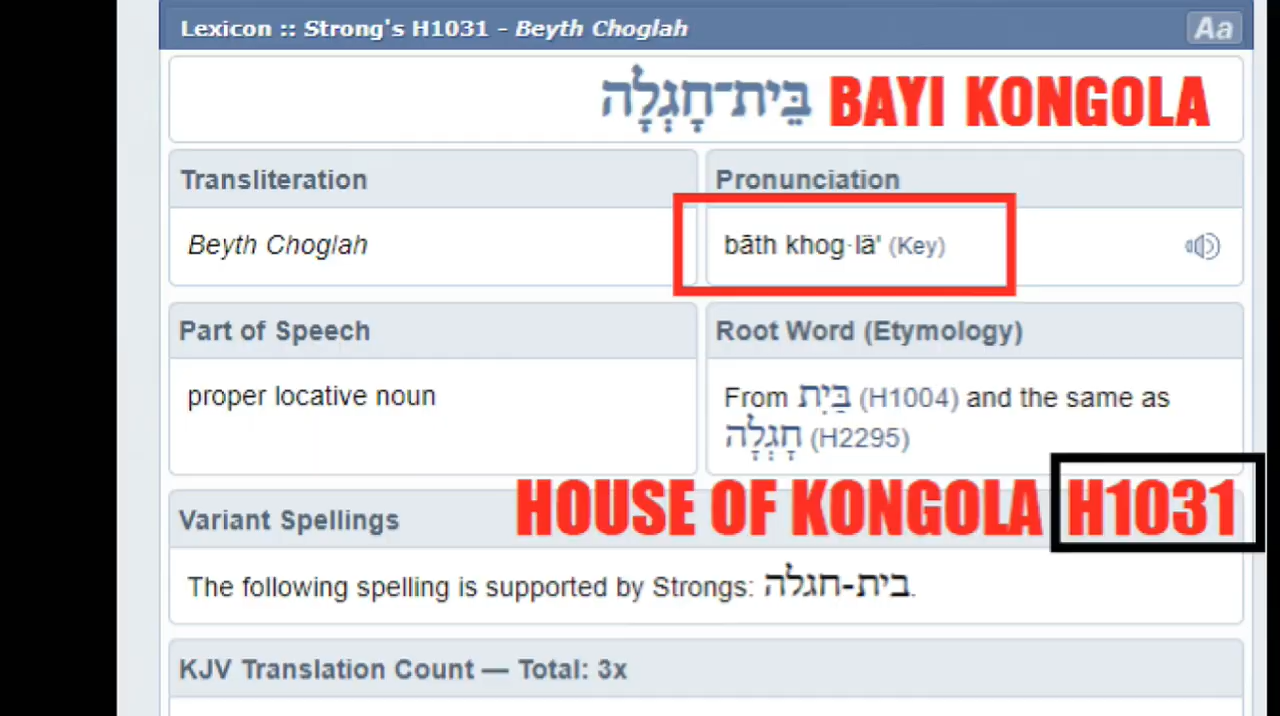 Lexicon :: Strong's H1031 - Beyth Choglah
Aa
בֵּית־חָגְלָה BAYI KONGOLA
Transliteration
Pronunciation
Beyth Choglah
bāth khog·lä' (Key)
Part of Speech
Root Word (Etymology)
proper locative noun
From בַּיִת (H1004) and the same as
חָגְלָה (H2295)
HOUSE OF KONGOLA H1031
Variant Spellings
The following spelling is supported by Strongs: בית-חגלה.
KJV Translation Count — Total: 3x